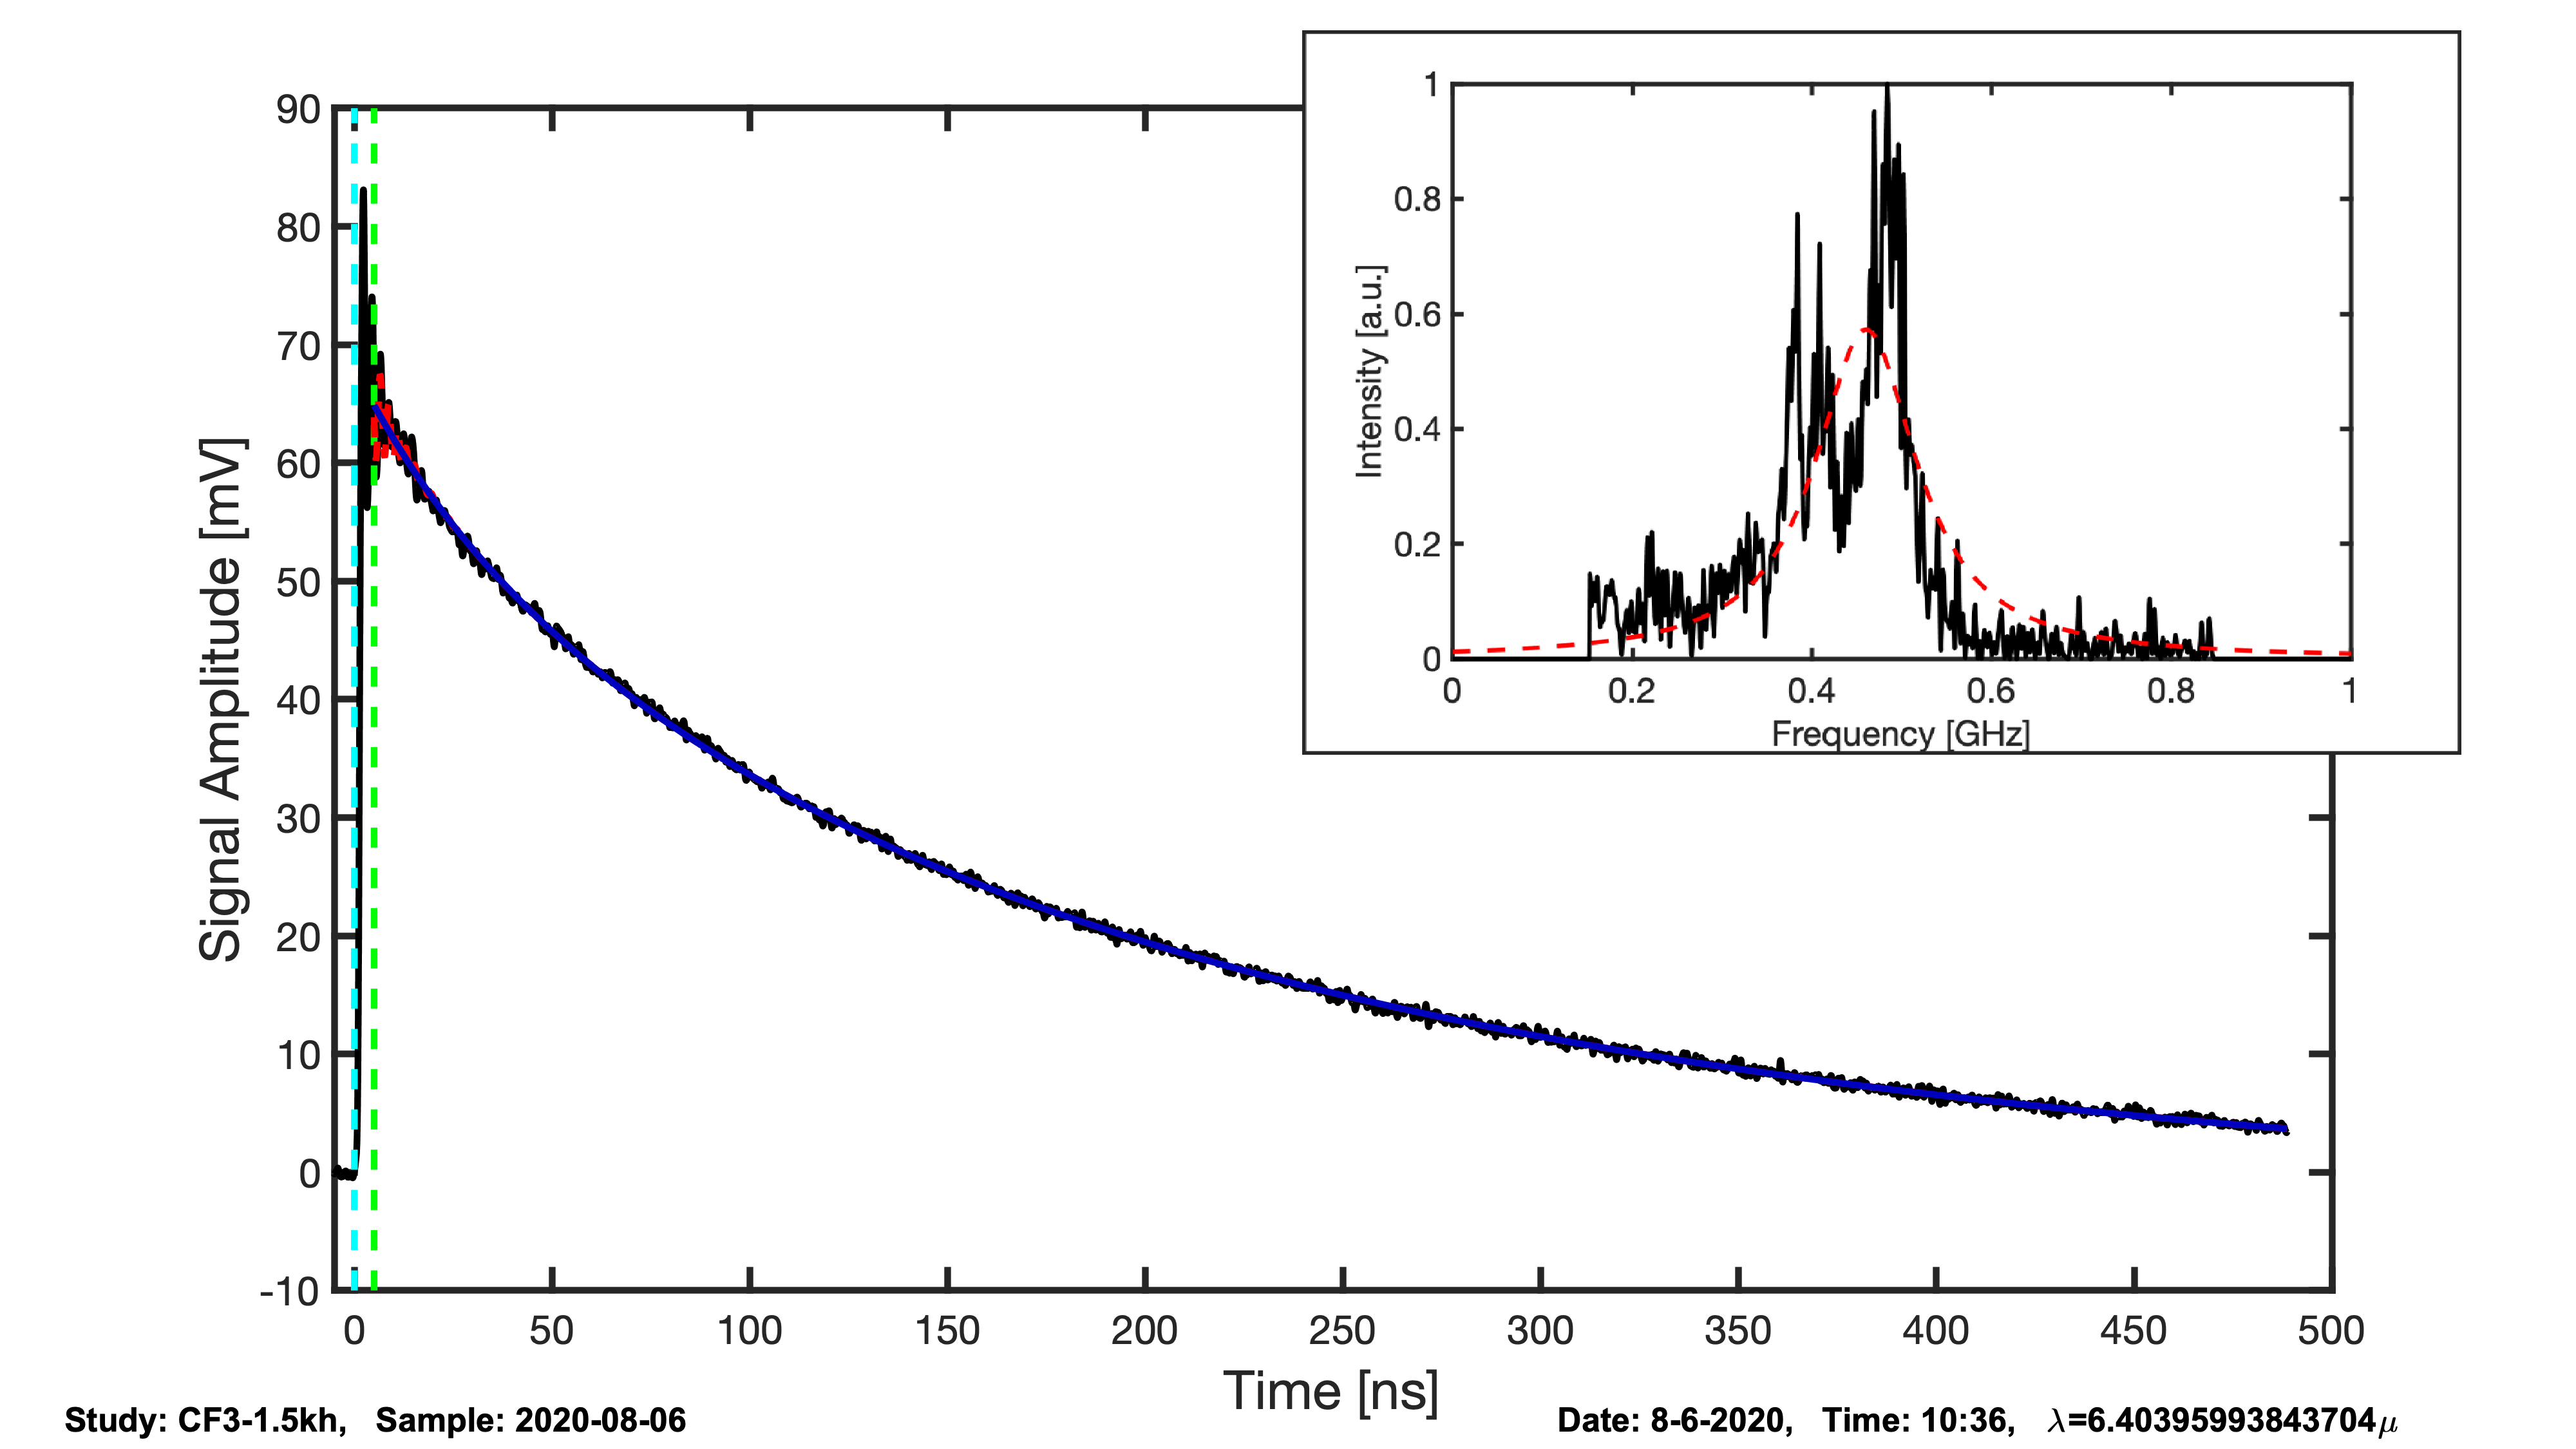 1
0.8
0.6
0.4
0.2
0
Intensity [a.u.]
0 0.2 0.4 0.6 0.8 1
Frequency [GHz]
90
80
70
60
50
40
30
20
10
0
-10
Signal Amplitude [mV]
0 50 100 150 200 250 300 350 400 450 500
Time [ns]
Study: CF3-1.5kh, Sample: 2020-08-06
Date: 8-6-2020, Time: 10:36, λ=6.40395993843704μ